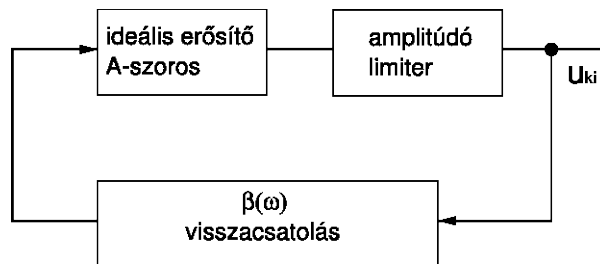 ideális erősítő
A-szoros
amplitúdó
limiter
Uki
β(ω)
visszacsatolás